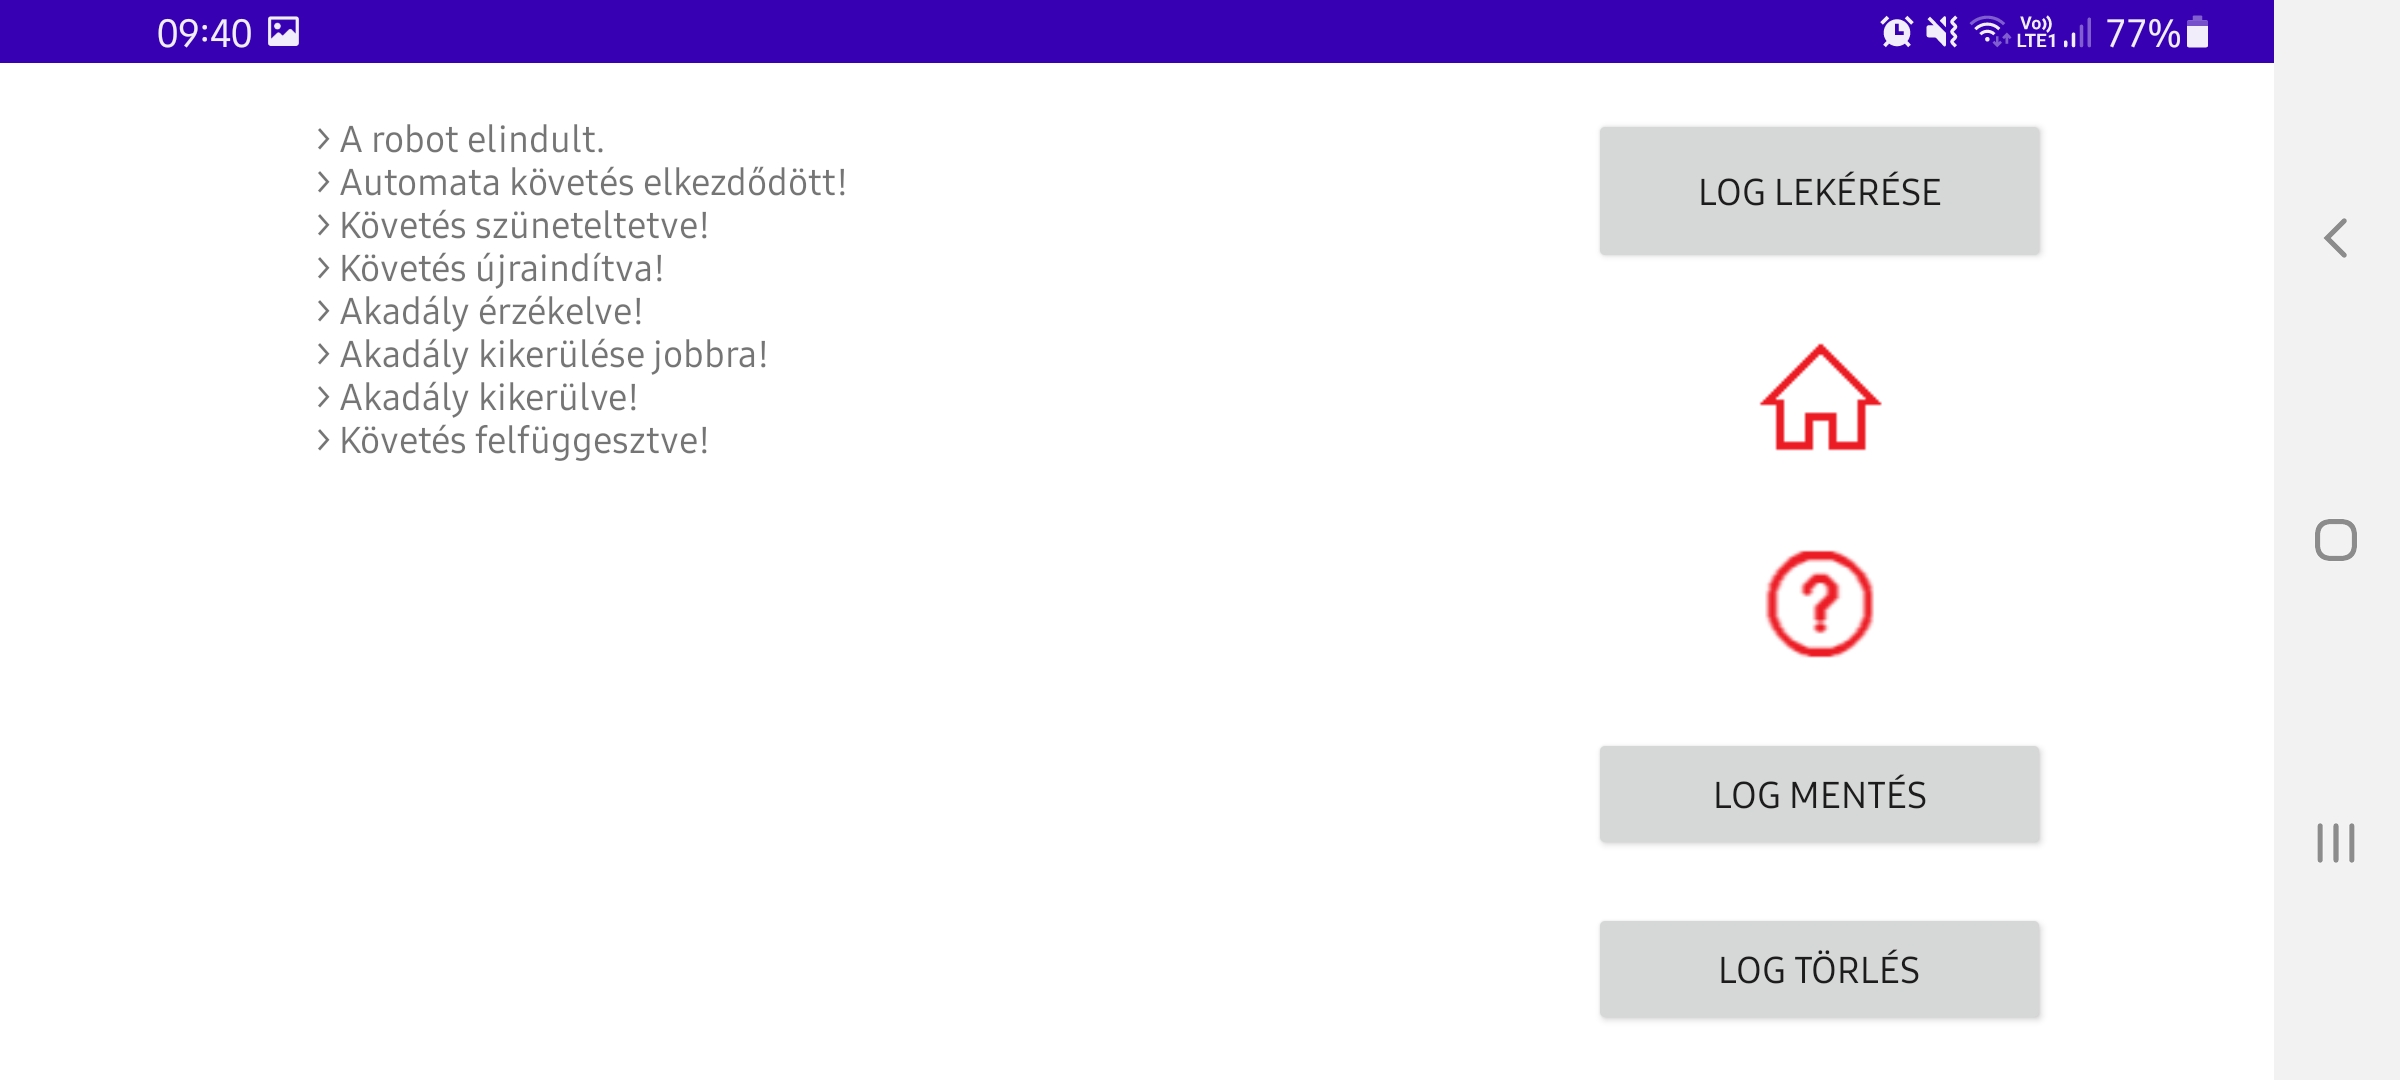 09:40
Vo)) LTE1 77%
> A robot elindult.
> Automata követés elkezdődött!
> Követés szüneteltetve!
> Követés újraindítva!
> Akadály érzékelve!
> Akadály kikerülése jobbra!
> Akadály kikerülve!
> Követés felfüggesztve!
LOG LEKÉRÉSE
?
LOG MENTÉS
LOG TÖRLÉS